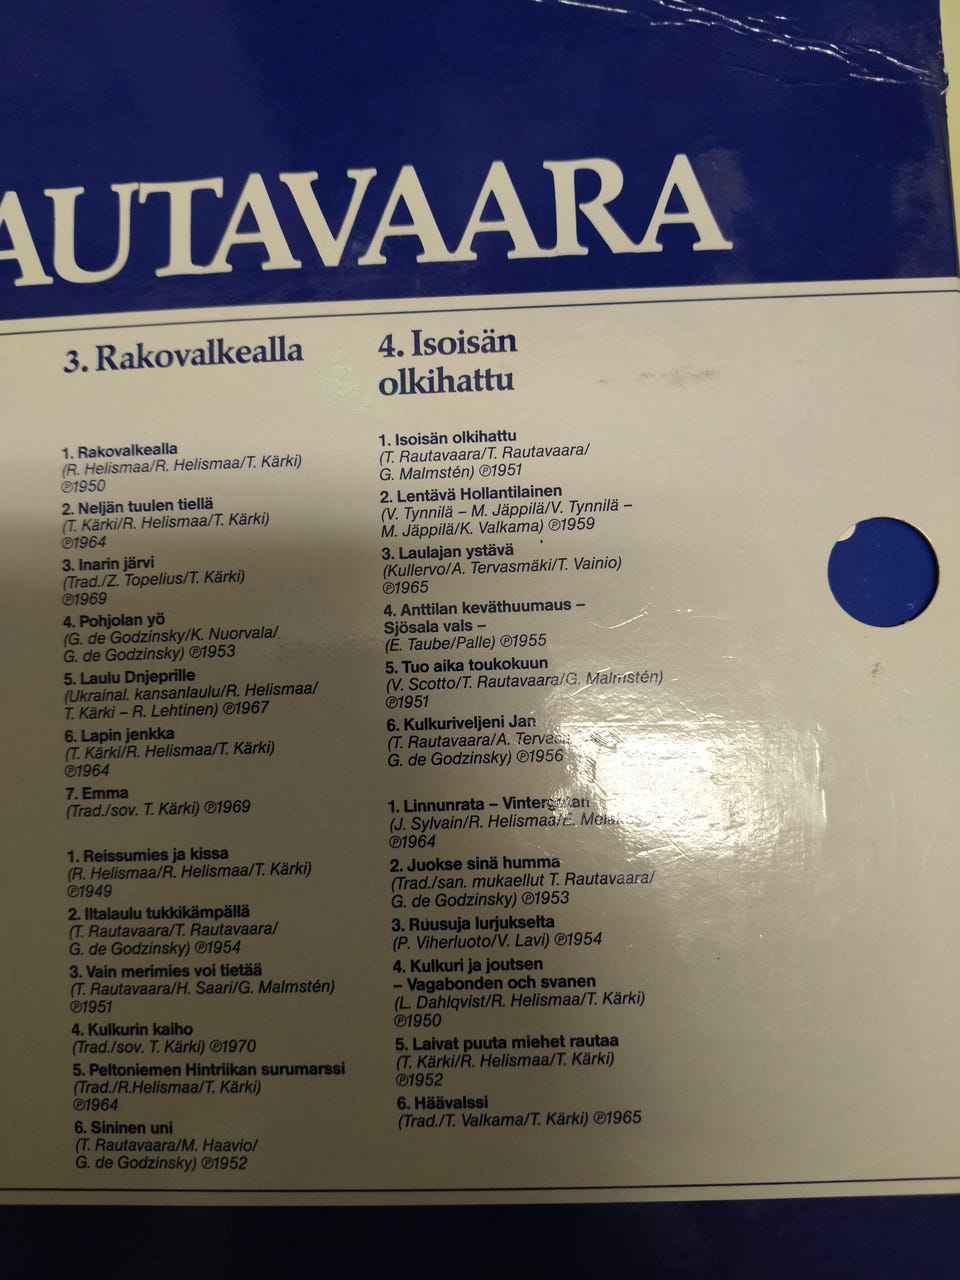 AUTAVAARA
3. Rakovalkealla
1. Rakovalkealla
(R. Helismaa/R. Helismaa/T. Kärki)
℗1950
2. Neljän tuulen tiellä
(T. Kärki/R. Helismaa/T. Kärki)
℗1964
3. Inarin järvi
(Trad./Z. Topelius/T. Kärki)
℗1969
4. Pohjolan yö
(G. de Godzinsky/K. Nuorvala/
G. de Godzinsky) ℗1953
5. Laulu Dnjeprille
(Ukrainal. kansanlaulu/R. Helismaa/
T. Kärki – R. Lehtinen) ℗1967
6. Lapin jenkka
(T. Kärki/R. Helismaa/T. Kärki)
℗1964
7. Emma
(Trad./sov. T. Kärki) ℗1969
1. Reissumies ja kissa
(R. Helismaa/R. Helismaa/T. Kärki)
℗1949
2. Iltalaulu tukkikämpällä
(T. Rautavaara/T. Rautavaara/
G. de Godzinsky) ℗1954
3. Vain merimies voi tietää
(T. Rautavaara/H. Saari/G. Malmstén)
℗1951
4. Kulkurin kaiho
(Trad./sov. T. Kärki) ℗1970
5. Peltoniemen Hintriikan surumarssi
(Trad./R.Helismaa/T. Kärki)
℗1964
6. Sininen uni
(T. Rautavaara/M. Haavio/
G. de Godzinsky) ℗1952
4. Isoisän
olkihattu
1. Isoisän olkihattu
(T. Rautavaara/T. Rautavaara/
G. Malmstén) ℗1951
2. Lentävä Hollantilainen
(V. Tynnilä – M. Jäppilä/V. Tynnilä –
M. Jäppilä/K. Valkama) ℗1959
3. Laulajan ystävä
(Kullervo/A. Tervasmäki/T. Vainio)
℗1965
4. Anttilan keväthuumaus –
Sjösala vals –
(E. Taube/Palle) ℗1955
5. Tuo aika toukokuun
(V. Scotto/T. Rautavaara/G. Malmstén)
℗1951
6. Kulkuriveljeni Jan
(T. Rautavaara/A.
G. de Godzinsky) ℗1956
1. Linnunrata – Vintergatan
(J. Sylvain/R. Helismaa/E.
℗1964
2. Juokse sinä humma
(Trad./san. mukaellut T. Rautavaara/
G. de Godzinsky) ℗1953
3. Ruusuja lurjukselta
(P. Viherluoto/V. Lavi) ℗1954
4. Kulkuri ja joutsen
– Vagabonden och svanen
(L. Dahlqvist/R. Helismaa/T. Kärki)
℗1950
5. Laivat puuta miehet rautaa
(T. Kärki/R. Helismaa/T. Kärki)
℗1952
6. Häävalssi
(Trad./T. Valkama/T. Kärki) ℗1965